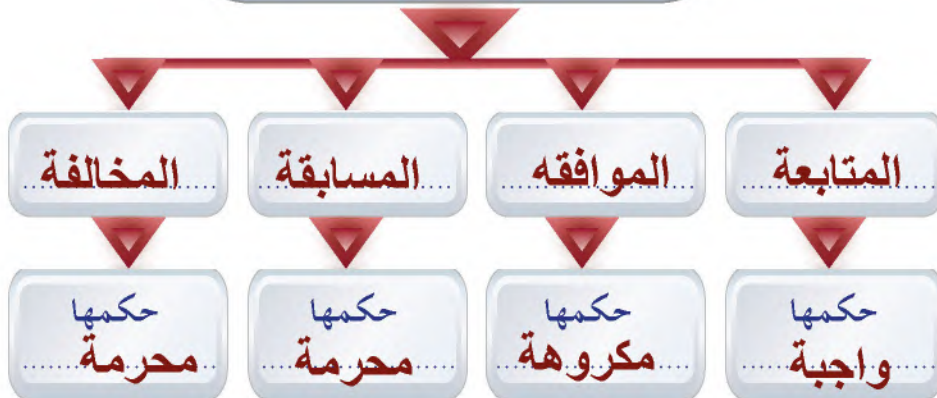 المتابعة
الموافقه
المسابقة
المخالفة
حكمها
واجبة
حكمها
مكروهة
حكمها
محرمة
حكمها
محرمة